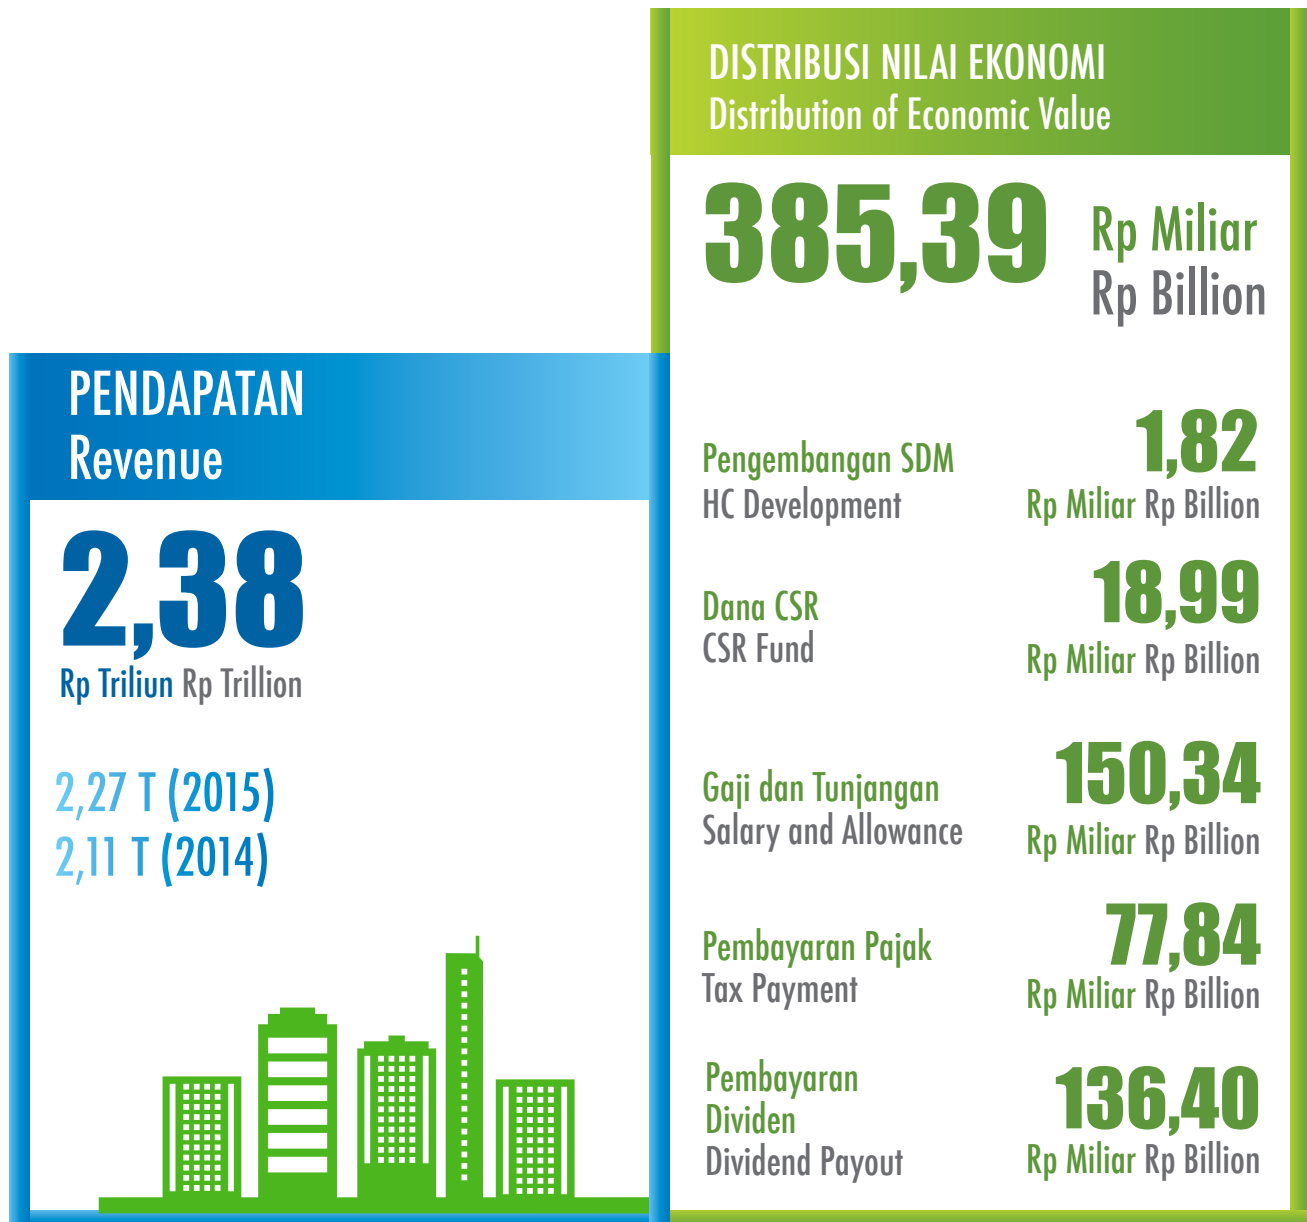 PENDAPATAN
Revenue
2,38
Rp Triliun Rp Trillion
2,27 T (2015)
2,11 T (2014)
DISTRIBUSI NILAI EKONOMI
Distribution of Economic Value
385,39
Rp Miliar
Rp Billion
Pengembangan SDM
HC Development
1,82
Rp Miliar Rp Billion
Dana CSR
CSR Fund
18,99
Rp Miliar Rp Billion
Gaji dan Tunjangan
Salary and Allowance
150,34
Rp Miliar Rp Billion
Pembayaran Pajak
Tax Payment
77,84
Rp Miliar Rp Billion
Pembayaran
Dividen
Dividend Payout
136,40
Rp Miliar Rp Billion